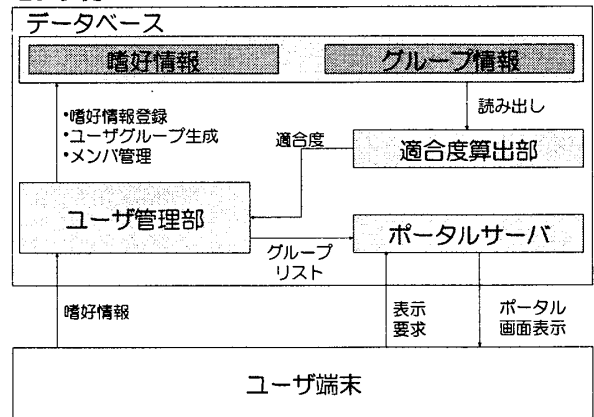 データベース
嗜好情報
グループ情報
•嗜好情報登録
•ユーザグループ生成
•メンバ管理
読み出し
適合度
適合度算出部
ユーザ管理部
ポータルサーバ
グループ
リスト
嗜好情報
表示
要求
ポータル
画面表示
ユーザ端末